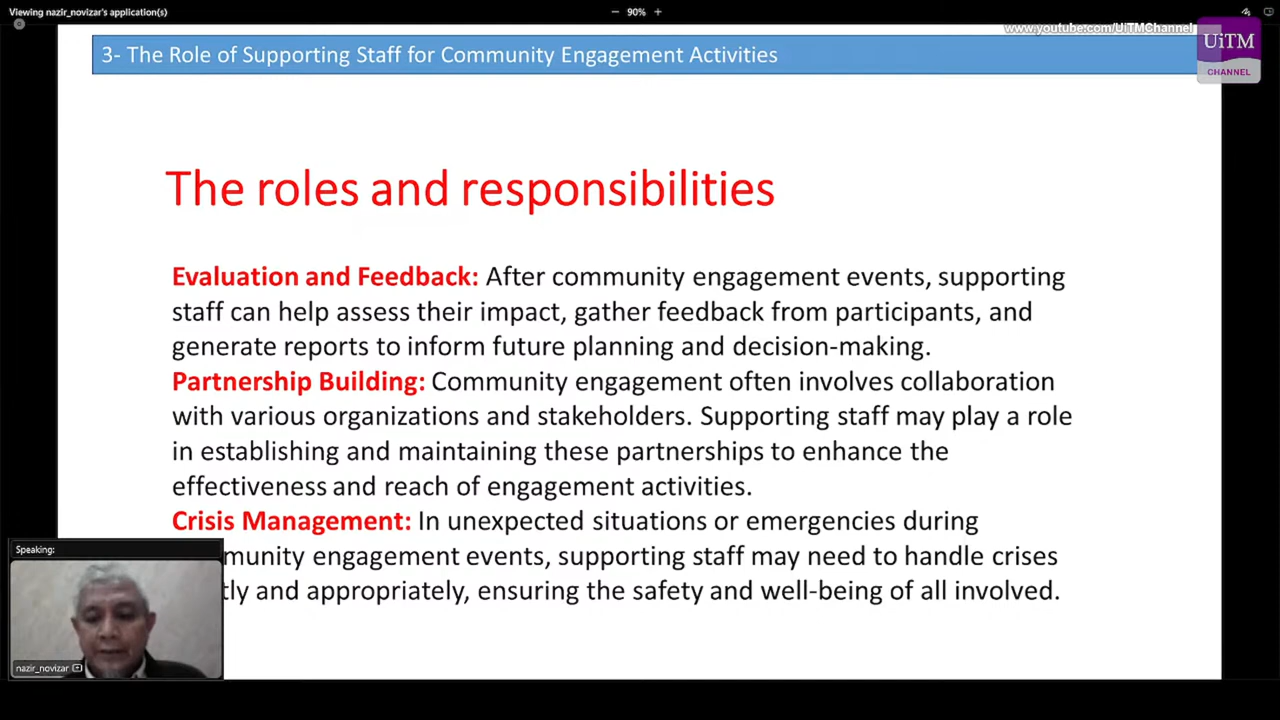 Viewing nazir_novizar's application(s)
90%
www.youtube.com/UiTMChannel
UiTM
CHANNEL
3- The Role of Supporting Staff for Community Engagement Activities
The roles and responsibilities
Evaluation and Feedback: After community engagement events, supporting
staff can help assess their impact, gather feedback from participants, and
generate reports to inform future planning and decision-making.
Partnership Building: Community engagement often involves collaboration
with various organizations and stakeholders. Supporting staff may play a role
in establishing and maintaining these partnerships to enhance the
effectiveness and reach of engagement activities.
Crisis Management: In unexpected situations or emergencies during
munity engagement events, supporting staff may need to handle crises
tly and appropriately, ensuring the safety and well-being of all involved.
Speaking:
nazir_novizar